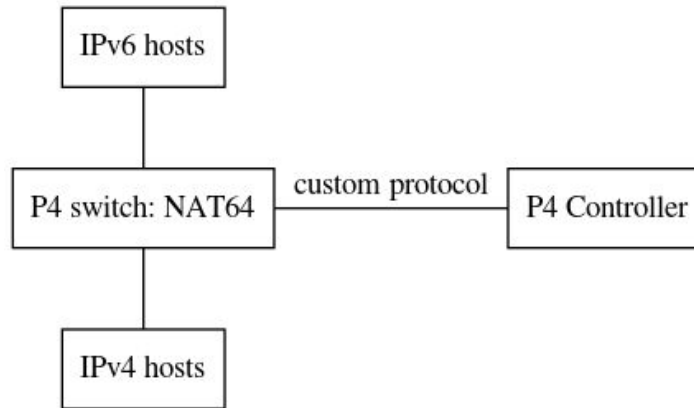 IPv6 hosts
P4 switch: NAT64
custom protocol
P4 Controller
IPv4 hosts